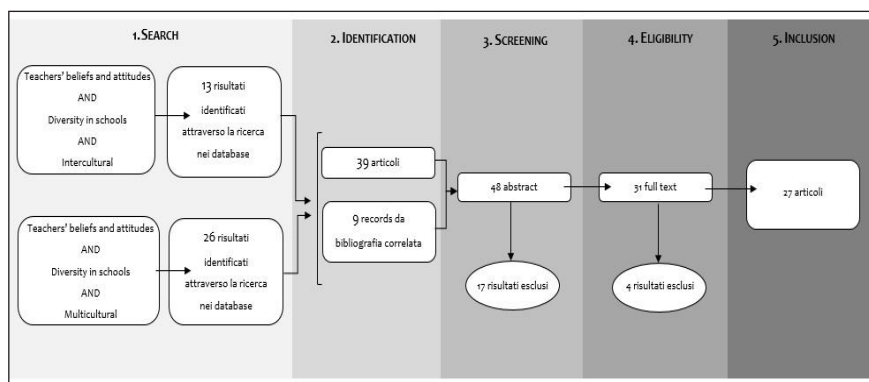 1. SEARCH
2. IDENTIFICATION
3. SCREENING
4. ELIGIBILITY
5. INCLUSION
Teachers' beliefs and attitudes
AND
Diversity in schools
AND
Intercultural
13 risultati
identificati
attraverso la ricerca
nei database
Teachers' beliefs and attitudes
AND
Diversity in schools
AND
Multicultural
26 risultati
identificati
attraverso la ricerca
nei database
39 articoli
9 records da
bibliografia correlata
48 abstract
17 risultati esclusi
31 full text
4 risultati esclusi
27 articoli